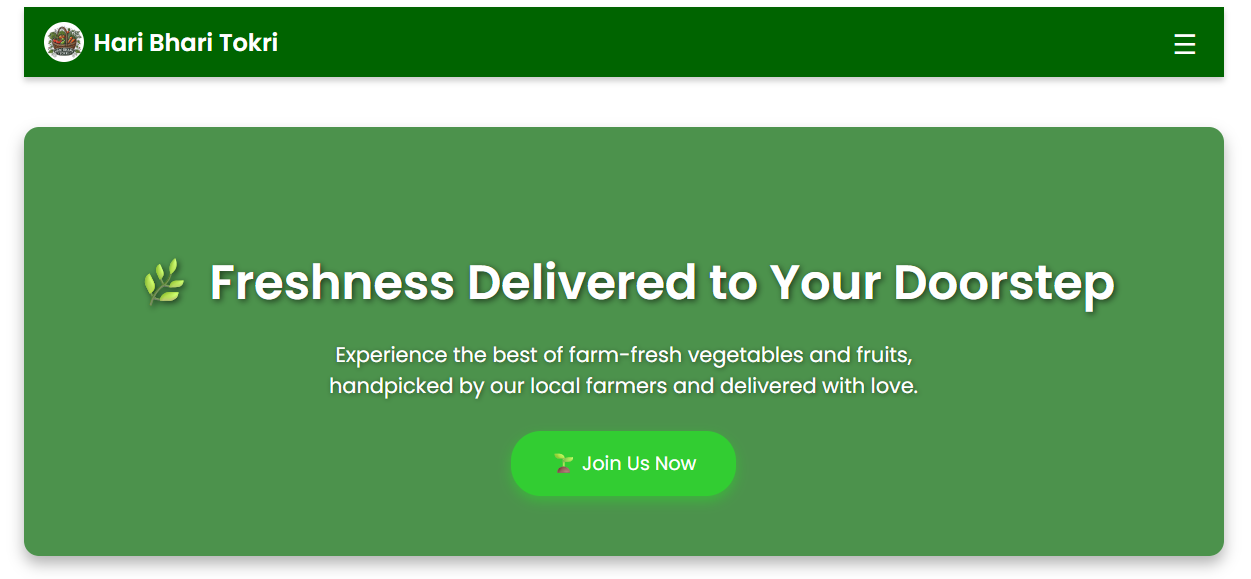 Hari Bhari Tokri
🌿 Freshness Delivered to Your Doorstep
Experience the best of farm-fresh vegetables and fruits,
handpicked by our local farmers and delivered with love.
🌱 Join Us Now